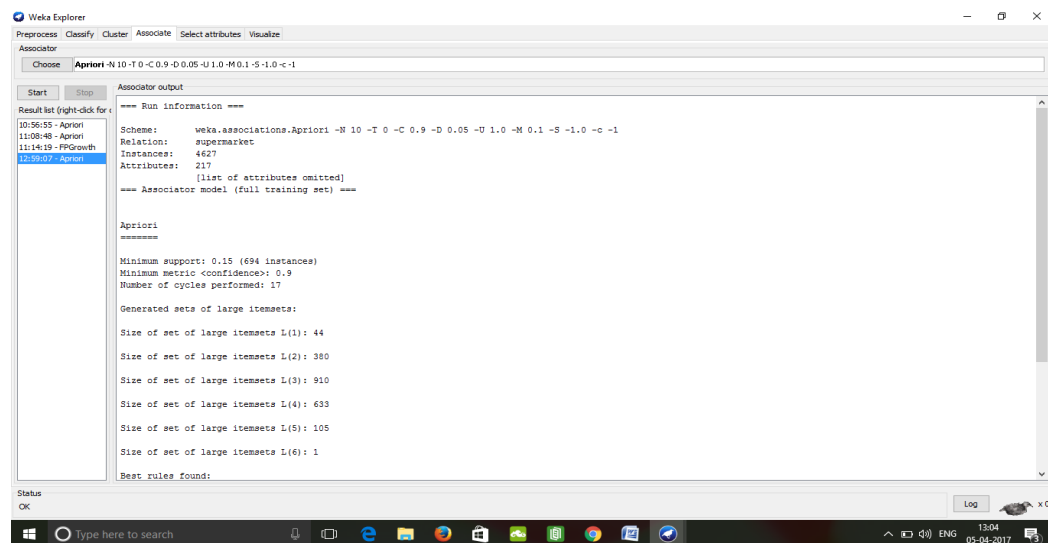 Weka Explorer
Preprocess Classify Cluster Associate Select attributes Visualize
Associator
Choose Apriori -N 10 -T 0 -C 0.9 -D 0.05 -U 1.0 -M 0.1 -S -1.0 -c -1
Start Stop
Result list (right-click for
10:56:55 - Apriori
11:08:48 - Apriori
11:14:19 - FPGrowth
12:59:07 - Apriori
Associator output
=== Run information ===
Scheme: weka.associations.Apriori -N 10 -T 0 -C 0.9 -D 0.05 -U 1.0 -M 0.1 -S -1.0 -c -1
Relation: supermarket
Instances: 4627
Attributes: 217
[list of attributes omitted]
=== Associator model (full training set) ===
Apriori
=======
Minimum support: 0.15 (694 instances)
Minimum metric <confidence>: 0.9
Number of cycles performed: 17
Generated sets of large itemsets:
Size of set of large itemsets L(1): 44
Size of set of large itemsets L(2): 380
Size of set of large itemsets L(3): 910
Size of set of large itemsets L(4): 633
Size of set of large itemsets L(5): 105
Size of set of large itemsets L(6): 1
Best rules found:
Status
OK
Log
x 0
Type here to search
ENG
13:04
05-04-2017